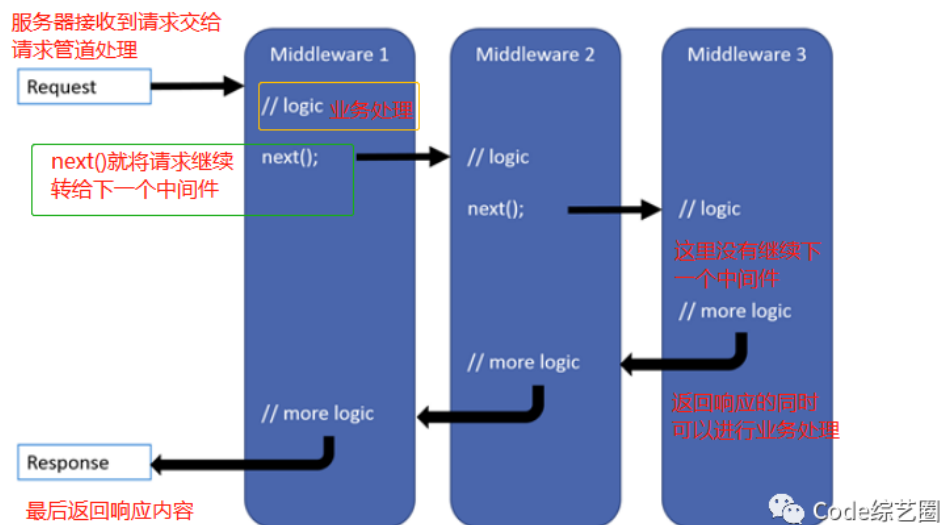 服务器接收到请求交给
请求管道处理
Request
Middleware 1
Middleware 2
Middleware 3
// logic 业务处理
next();
next()就将请求继续
转给下一个中间件
// logic
next();
// logic
这里没有继续下
一个中间件
// more logic
// more logic
// more logic
返回响应的同时
可以进行业务处理
Response
最后返回响应内容
Code综艺圈